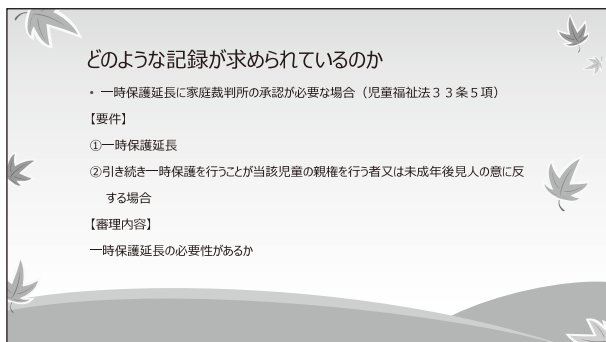 どのような記録が求められているのか
• 一時保護延長に家庭裁判所の承認が必要な場合（児童福祉法３３条５項）
【要件】
①一時保護延長
②引き続き一時保護を行うことが当該児童の親権を行う者又は未成年後見人の意に反
する場合
【審理内容】
一時保護延長の必要性があるか